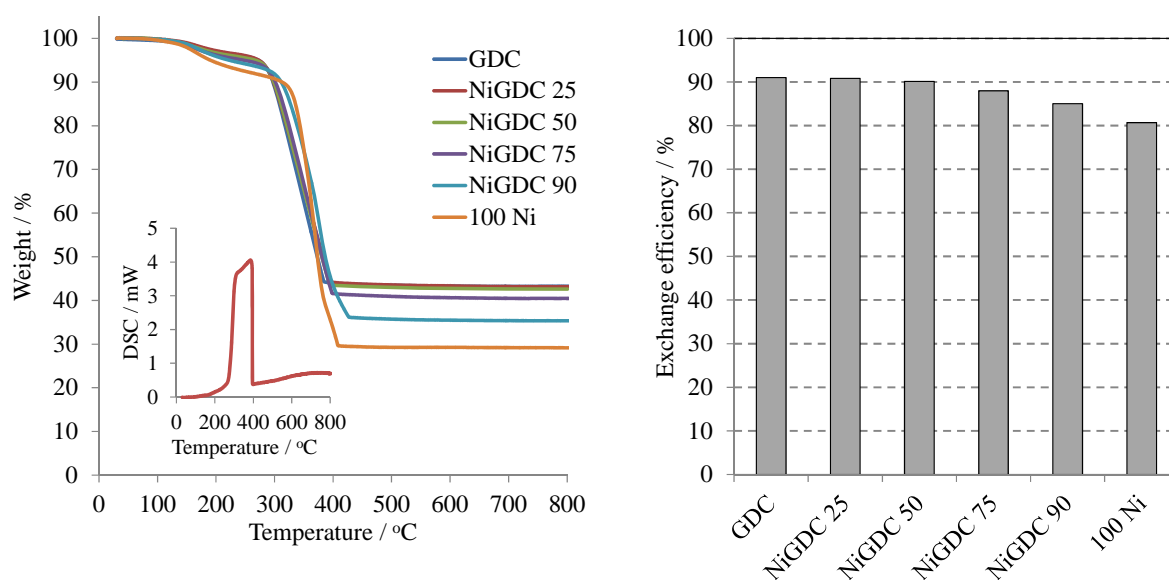 100
90
80
70
60
50
40
30
20
10
0
Weight / %
0 100 200 300 400 500 600 700 800
Temperature / °C
GDC
NiGDC 25
NiGDC 50
NiGDC 75
NiGDC 90
100 Ni
5
4
3
2
1
0
DSC / mW
0 200 400 600 800
Temperature / °C
100
90
80
70
60
50
40
30
20
10
0
Exchange efficiency / %
GDC
NiGDC 25
NiGDC 50
NiGDC 75
NiGDC 90
100 Ni